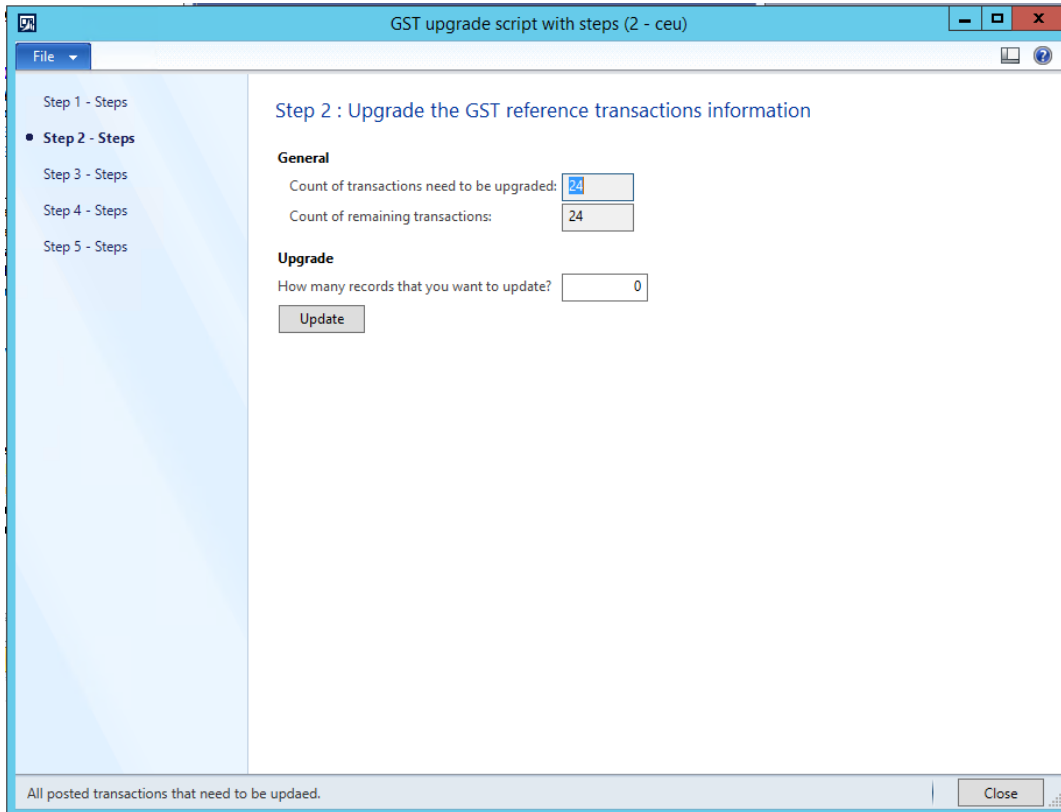 GST upgrade script with steps (2 - ceu)
File
Step 1 - Steps
Step 2 - Steps
Step 3 - Steps
Step 4 - Steps
Step 5 - Steps
Step 2 : Upgrade the GST reference transactions information
General
Count of transactions need to be upgraded: 24
Count of remaining transactions: 24
Upgrade
How many records that you want to update? 0
Update
All posted transactions that need to be updaed.
Close